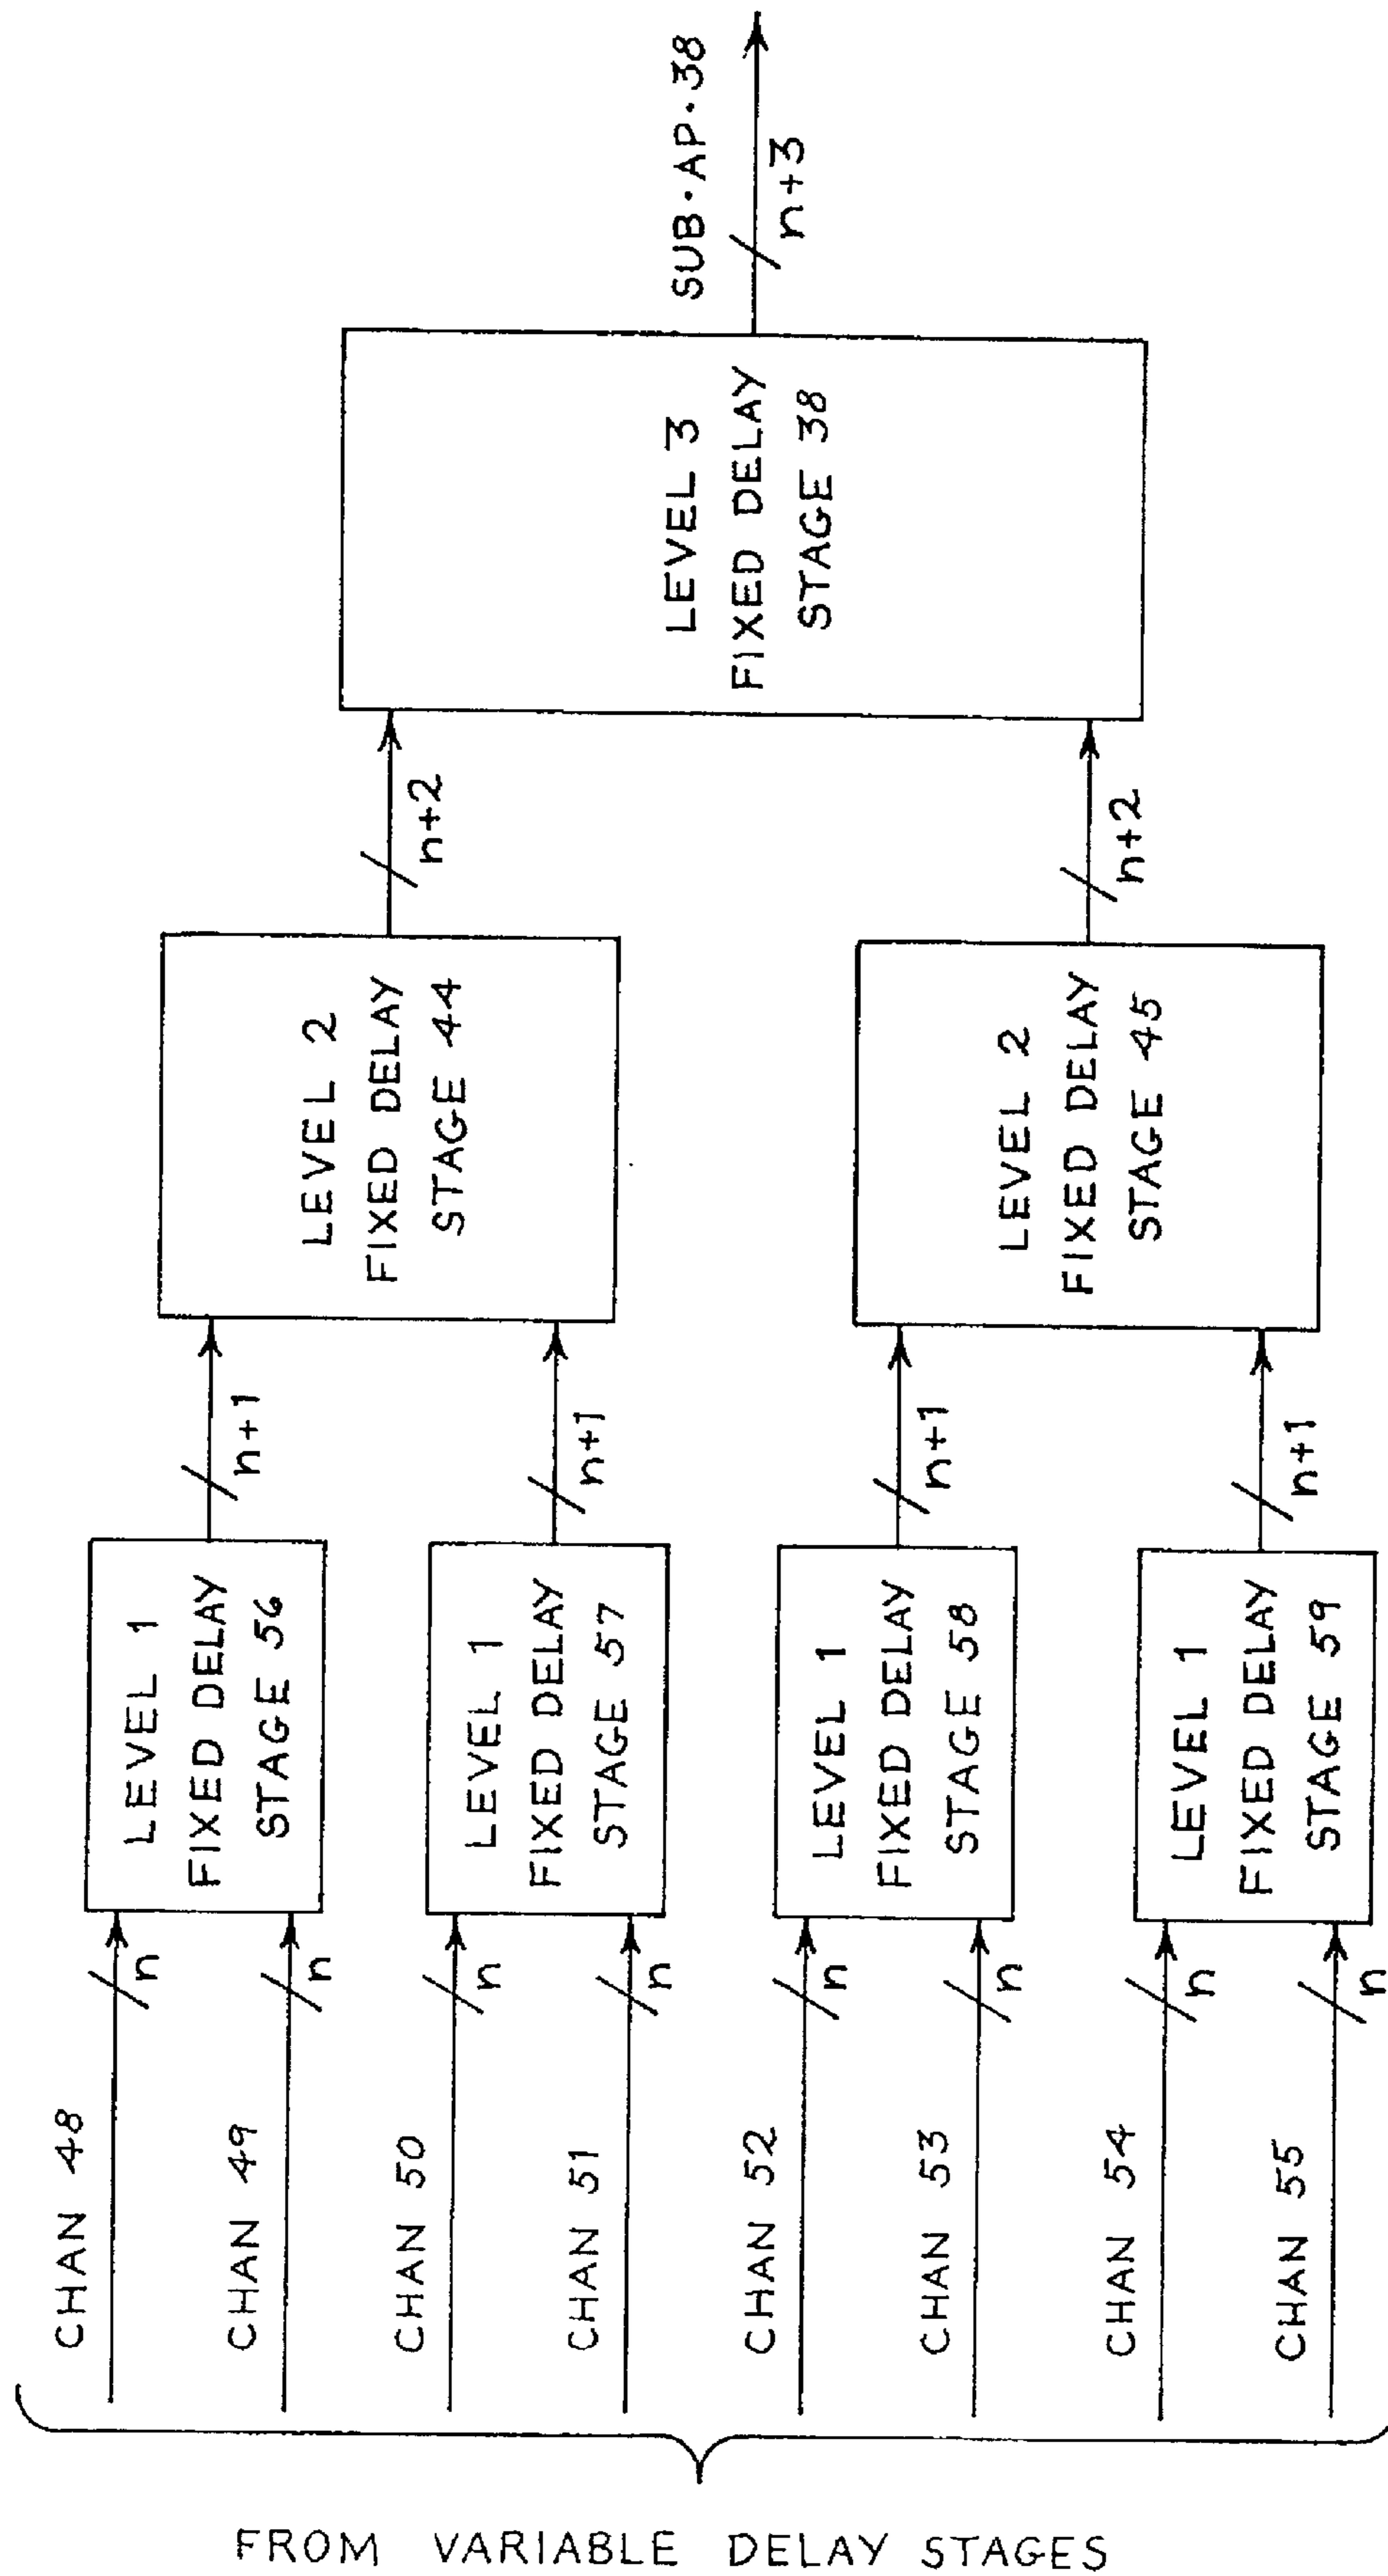 FROM VARIABLE DELAY STAGES
CHAN 48
n
CHAN 49
n
CHAN 50
n
CHAN 51
n
CHAN 52
n
CHAN 53
n
CHAN 54
n
CHAN 55
n
LEVEL 1
FIXED DELAY
STAGE 56
n+1
LEVEL 1
FIXED DELAY
STAGE 57
n+1
LEVEL 1
FIXED DELAY
STAGE 58
n+1
LEVEL 1
FIXED DELAY
STAGE 59
n+1
LEVEL 2
FIXED DELAY
STAGE 44
n+2
LEVEL 2
FIXED DELAY
STAGE 45
n+2
LEVEL 3
FIXED DELAY
STAGE 38
SUB·AP·38
n+3